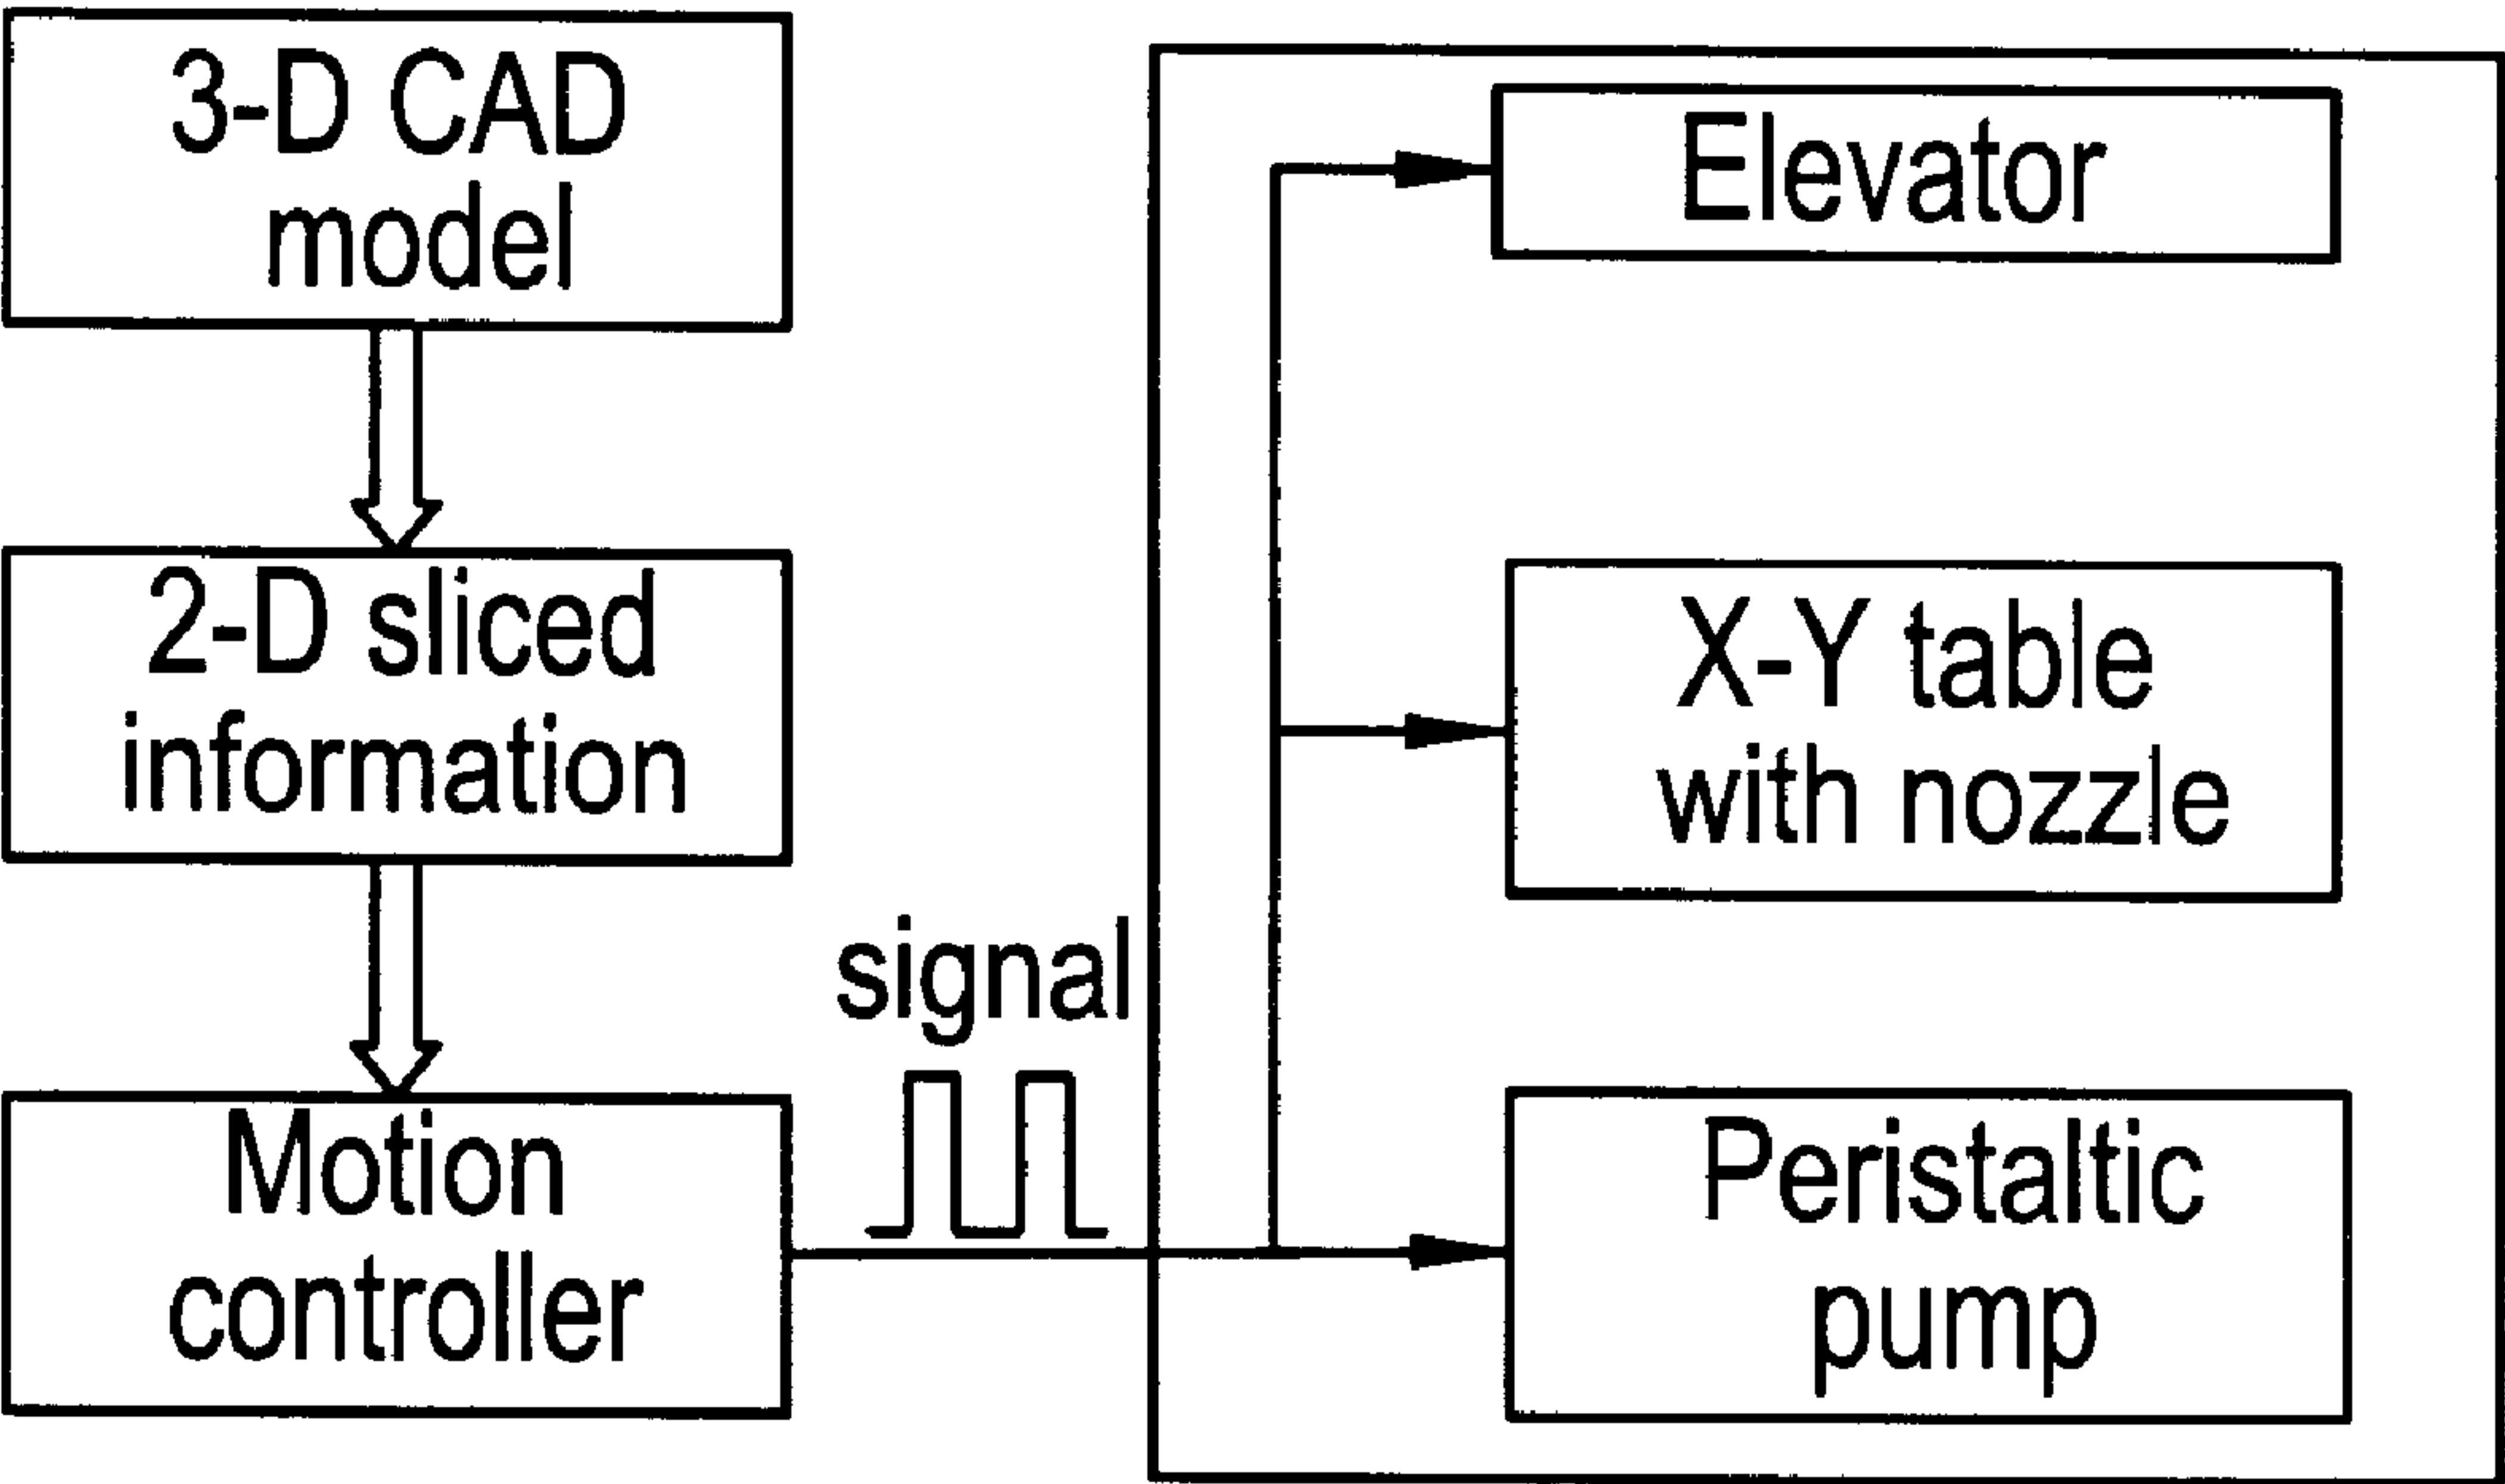 3-D CAD
model
2-D sliced
information
Motion
controller
signal
Elevator
X-Y table
with nozzle
Peristaltic
pump